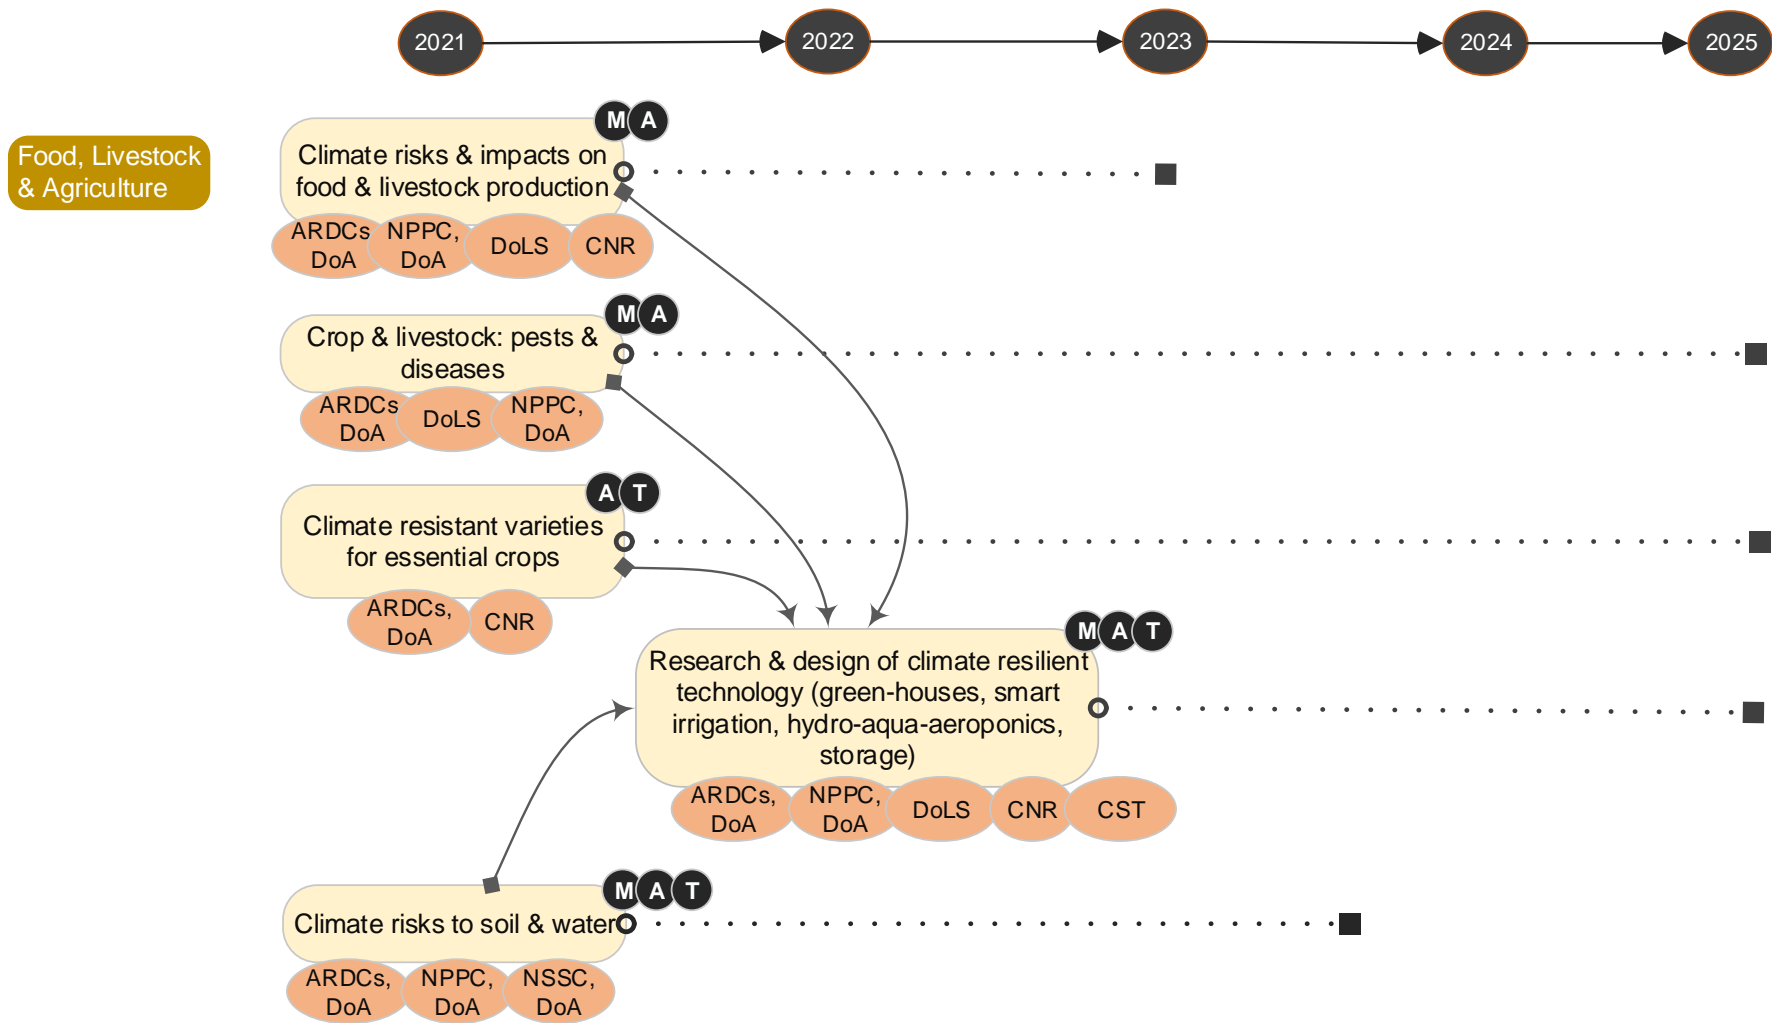 2021
2022
2023
2024
2025
Food, Livestock
& Agriculture
M A
Climate risks & impacts on
food & livestock production
ARDCs
DoA
NPPC,
DoA
DoLS
CNR
M A
Crop & livestock: pests &
diseases
ARDCs
DoA
DoLS
NPPC,
DoA
A T
Climate resistant varieties
for essential crops
ARDCs,
DoA
CNR
M A T
Research & design of climate resilient
technology (green-houses, smart
irrigation, hydro-aqua-aeroponics,
storage)
ARDCs,
DoA
NPPC,
DoA
DoLS
CNR
CST
M A T
Climate risks to soil & water
ARDCs,
DoA
NPPC,
DoA
NSSC,
DoA